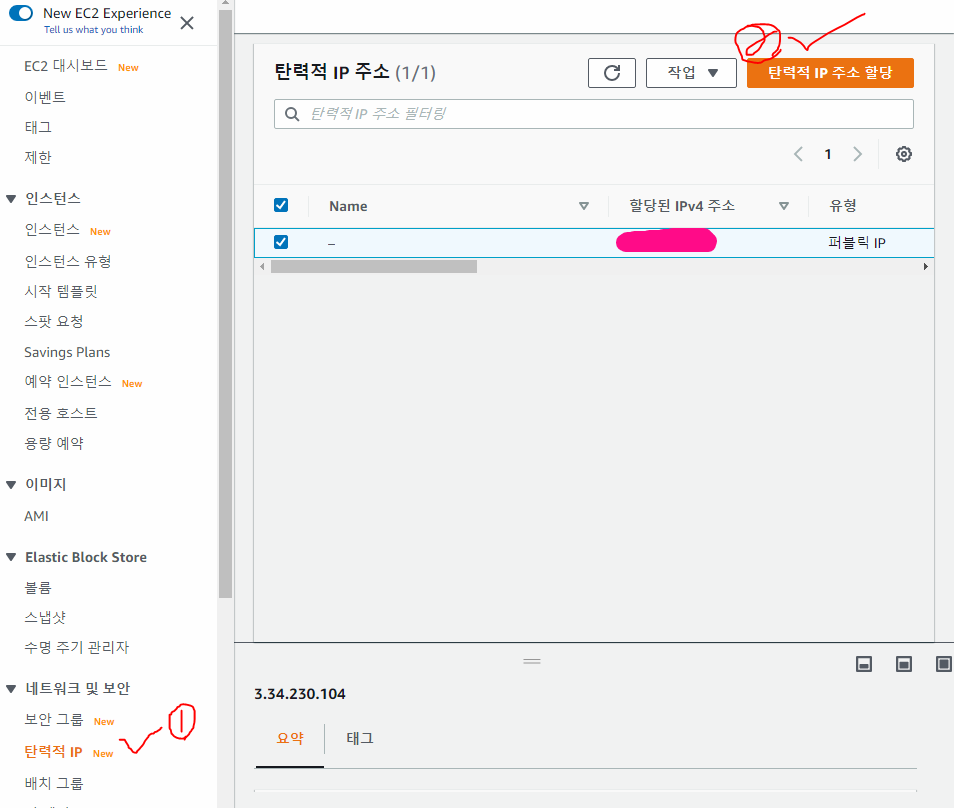 New EC2 Experience
Tell us what you think
EC2 대시보드 New
이벤트
태그
제한
인스턴스
인스턴스 New
인스턴스 유형
시작 템플릿
스팟 요청
Savings Plans
예약 인스턴스 New
전용 호스트
용량 예약
이미지
AMI
Elastic Block Store
볼륨
스냅샷
수명 주기 관리자
네트워크 및 보안
보안 그룹 New
①
탄력적 IP New
배치 그룹
②
탄력적 IP 주소 (1/1)
작업
탄력적 IP 주소 할당
탄력적 IP 주소 필터링
1
Name 할당된 IPv4 주소 유형
– 퍼블릭 IP
3.34.230.104
요약 태그